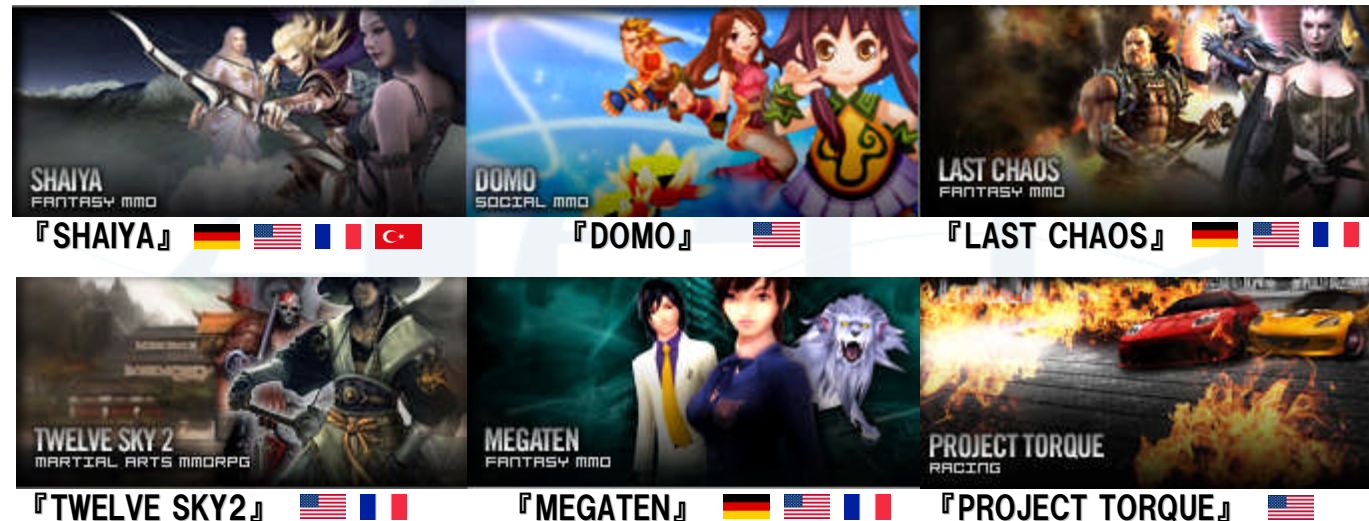 SHAIYA
FANTASY MMO
DOMO
SOCIAL MMO
LAST CHAOS
FANTASY MMO
『SHAIYA』
『DOMO』
『LAST CHAOS』
TWELVE SKY 2
MARTIAL ARTS MMORPG
MEGATEN
FANTASY MMO
PROJECT TORQUE
RACING
『TWELVE SKY2』
『MEGATEN』
『PROJECT TORQUE』